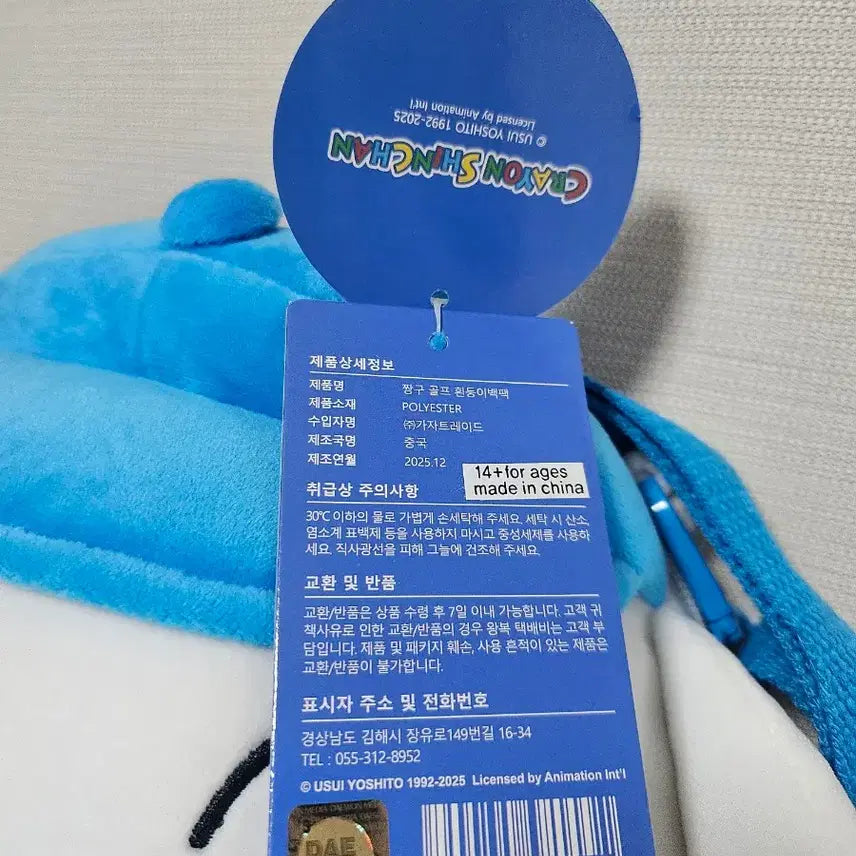 CRAYON SHINCHAN
© USUI YOSHITO 1992-2025
Licensed by Animation Int'l
제품상세정보
제품명 짱구 골프 흰둥이백팩
제품소재 POLYESTER
수입자명 ㈜가자트레이드
제조국명 중국
제조연월 2025.12
14+for ages
made in china
취급상 주의사항
30℃ 이하의 물로 가볍게 손세탁해 주세요. 세탁 시 산소,
염소계 표백제 등을 사용하지 마시고 중성세제를 사용하
세요. 직사광선을 피해 그늘에 건조해 주세요.
교환 및 반품
교환/반품은 상품 수령 후 7일 이내 가능합니다. 고객 귀
책사유로 인한 교환/반품의 경우 왕복 택배비는 고객 부
담입니다. 제품 및 패키지 훼손, 사용 흔적이 있는 제품은
교환/반품이 불가합니다.
표시자 주소 및 전화번호
경상남도 김해시 장유로149번길 16-34
TEL : 055-312-8952
© USUI YOSHITO 1992-2025 Licensed by Animation Int'l
DAE